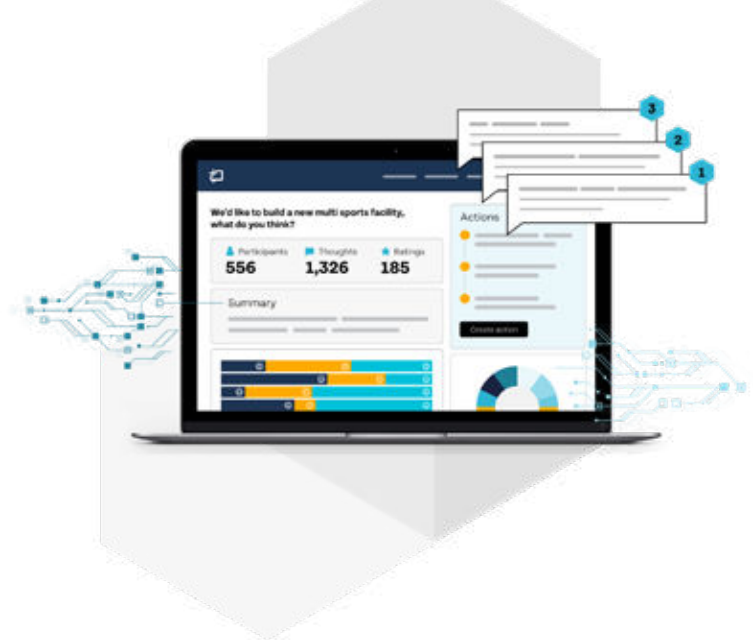 3
2
1
We'd like to build a new multi sports facility,
what do you think?
Actions
Participants Thoughts Ratings
556 1,326 185
Summary
Create action